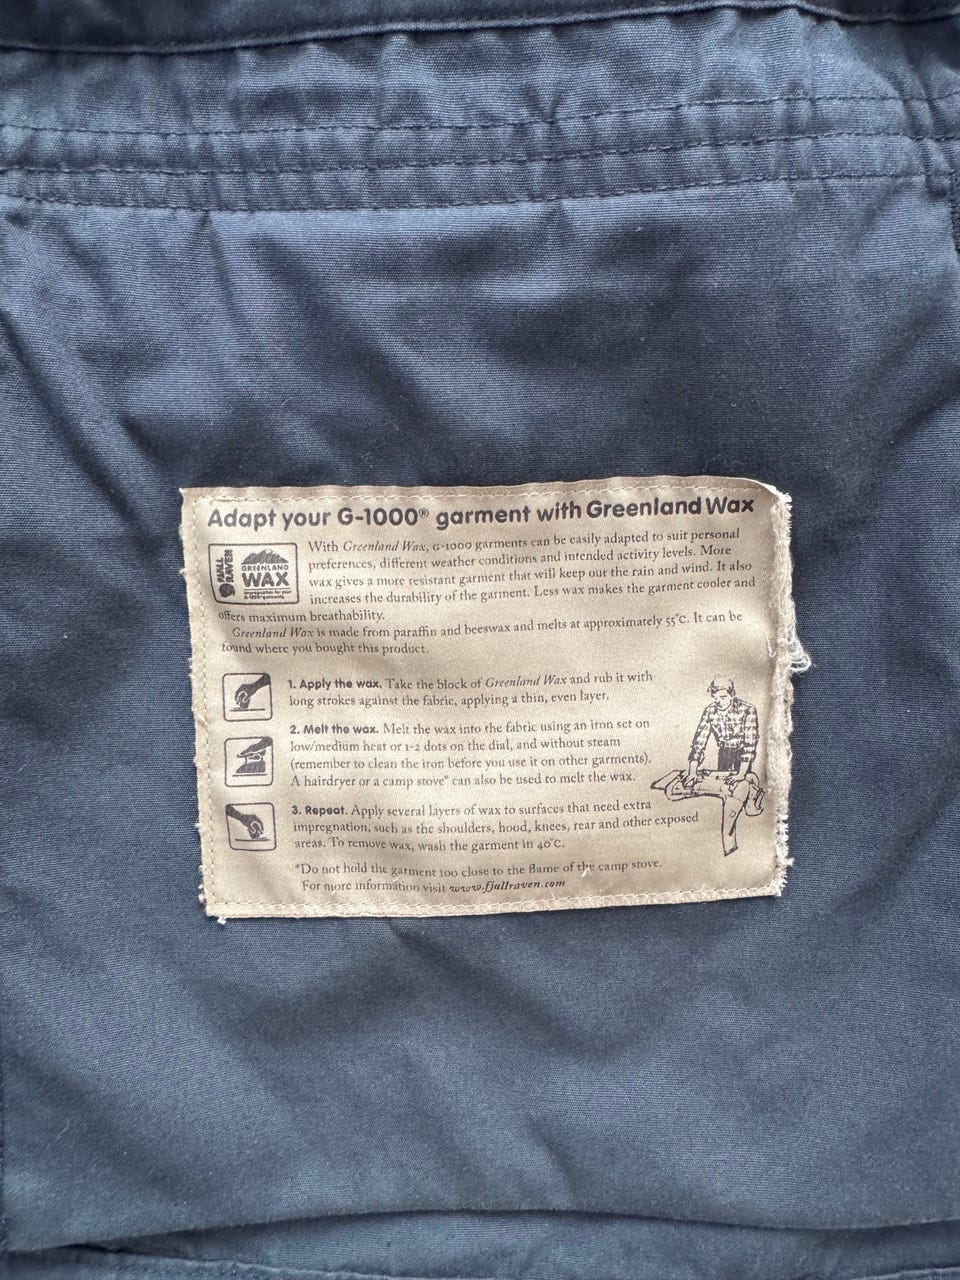 Adapt your G-1000® garment with Greenland Wax
FJÄLL
RÄVEN
GREENLAND
WAX
With Greenland Wax, G-1000 garments can be easily adapted to suit personal
preferences, different weather conditions and intended activity levels. More
wax gives a more resistant garment that will keep out the rain and wind. It also
increases the durability of the garment. Less wax makes the garment cooler and
offers maximum breathability.
Greenland Wax is made from paraffin and beeswax and melts at approximately 55°C. It can be
found where you bought this product.
1. Apply the wax. Take the block of Greenland Wax and rub it with
long strokes against the fabric, applying a thin, even layer.
2. Melt the wax. Melt the wax into the fabric using an iron set on
low/medium heat or 1-2 dots on the dial, and without steam
(remember to clean the iron before you use it on other garments).
A hairdryer or a camp stove* can also be used to melt the wax.
3. Repeat. Apply several layers of wax to surfaces that need extra
impregnation, such as the shoulders, hood, knees, rear and other exposed
areas. To remove wax, wash the garment in 40°C.
*Do not hold the garment too close to the flame of the camp stove.
For more information visit www.fjallraven.com